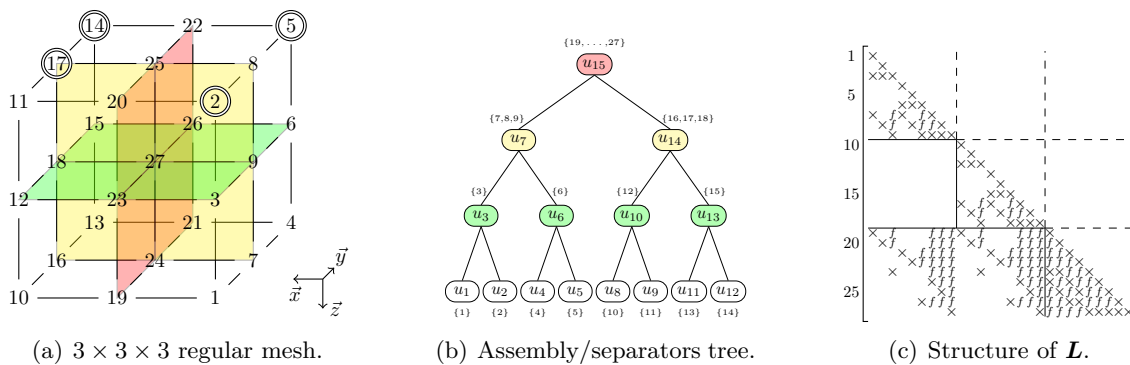 14 22 5
17 25 8
11 20 2
15 26 6
18 27 9
12 23 3
13 21 4
16 24 7
10 19 1
y⃗
x⃗
z⃗
(a) 3 × 3 × 3 regular mesh.
{19,...,27}
u15
{7,8,9} {16,17,18}
u7 u14
{3} {6} {12} {15}
u3 u6 u10 u13
u1 u2 u4 u5 u8 u9 u11 u12
{1} {2} {4} {5} {10} {11} {13} {14}
(b) Assembly/separators tree.
1
5
10
15
20
25
(c) Structure of L.